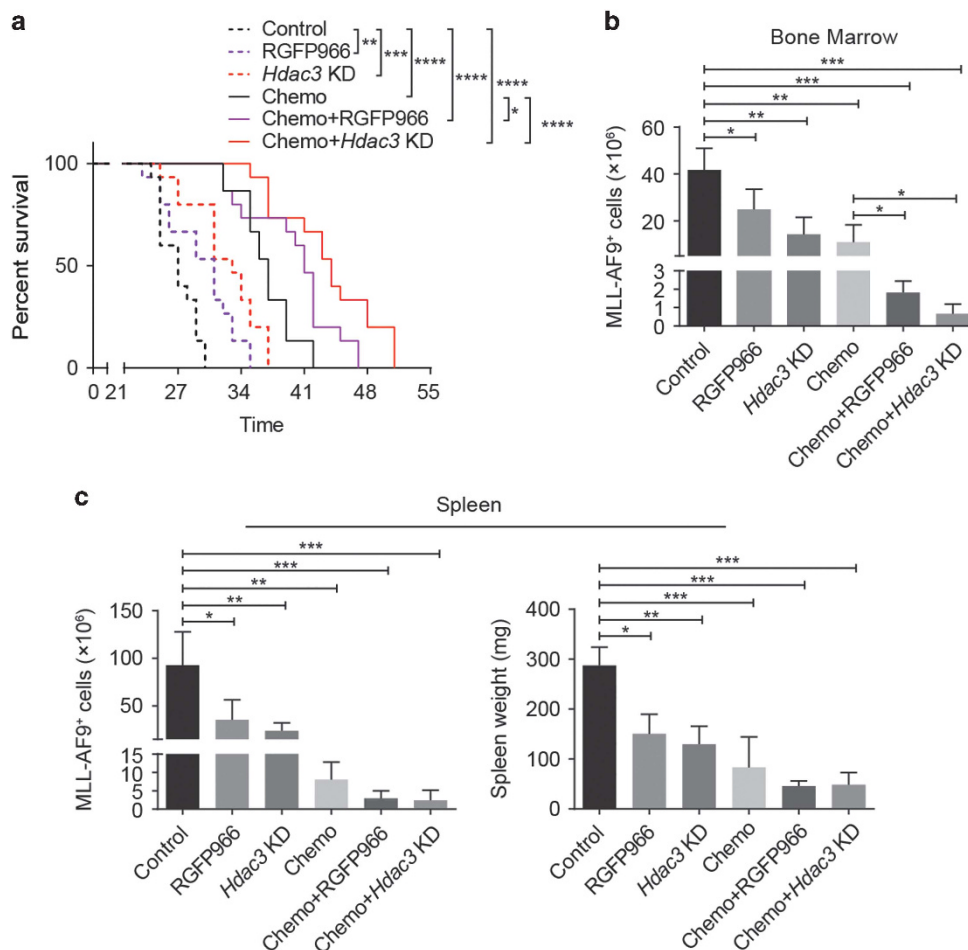 a
Control
RGFP966
Hdac3 KD
Chemo
Chemo+RGFP966
Chemo+Hdac3 KD
**
***
****
****
****
*
****
Percent survival
100
50
0
0 21 27 34 41 48 55
Time
b
Bone Marrow
***
***
**
**
*
*
*
MLL-AF9+ cells (×10⁶)
60
40
20
3
2
1
0
Control
RGFP966
Hdac3 KD
Chemo
Chemo+RGFP966
Chemo+Hdac3 KD
c
Spleen
***
***
**
**
*
MLL-AF9+ cells (×10⁶)
150
100
50
15
10
5
0
Control
RGFP966
Hdac3 KD
Chemo
Chemo+RGFP966
Chemo+Hdac3 KD
***
***
***
**
*
Spleen weight (mg)
400
300
200
100
0
Control
RGFP966
Hdac3 KD
Chemo
Chemo+RGFP966
Chemo+Hdac3 KD